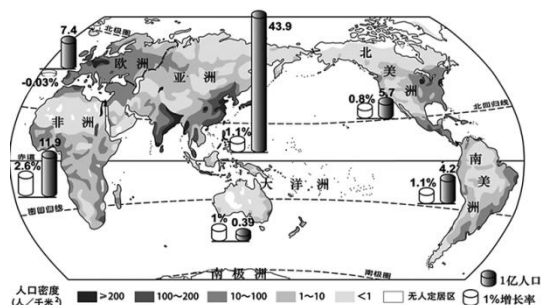 北极圈
7.4
43.9
-0.03%
欧洲
亚洲
北美洲
0.8%
5.7
北回归线
非洲
1.1%
赤道
11.9
2.6%
大洋洲
南美洲
4.2
1.1%
南回归线
1%
0.39
南极圈
南极洲
1亿人口
1%增长率
人口密度
(人/千米²)
>200
100~200
10~100
1~10
<1
无人定居区